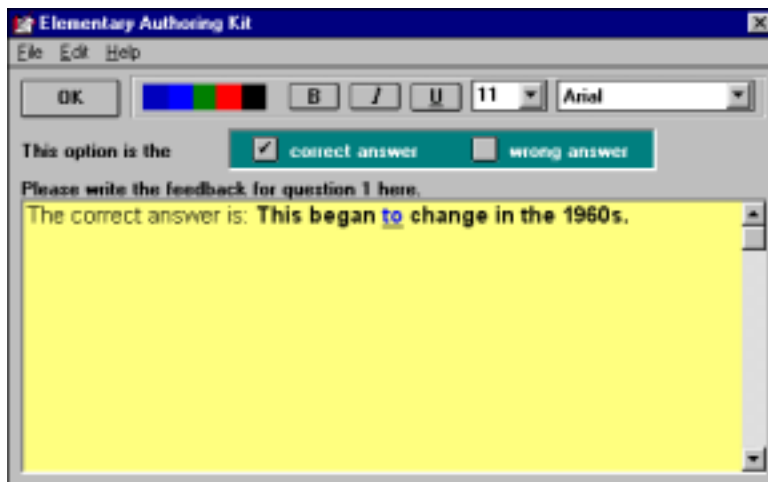 Elementary Authoring Kit
File Edit Help
OK B I U 11 Arial
This option is the correct answer wrong answer
Please write the feedback for question 1 here.
The correct answer is: This began to change in the 1960s.